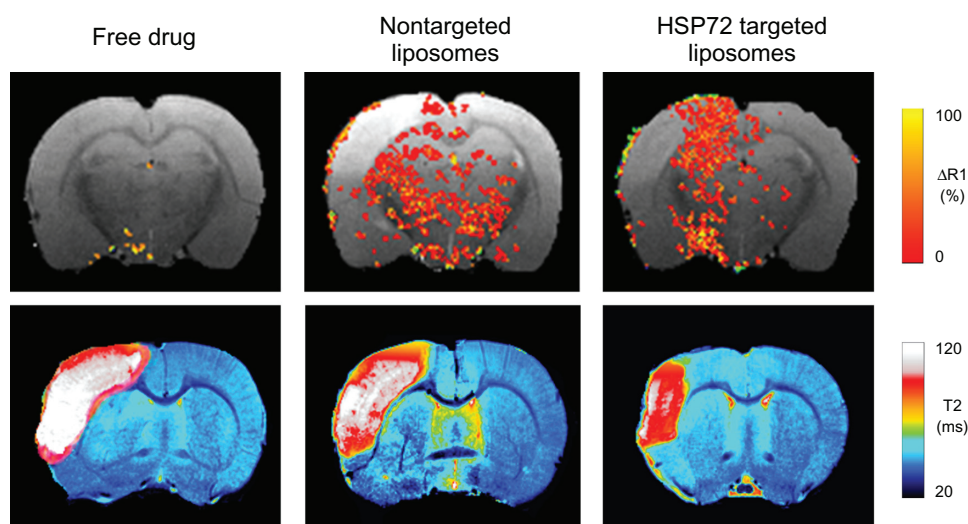 Free drug
Nontargeted
liposomes
HSP72 targeted
liposomes
100
ΔR1
(%)
0
120
T2
(ms)
20